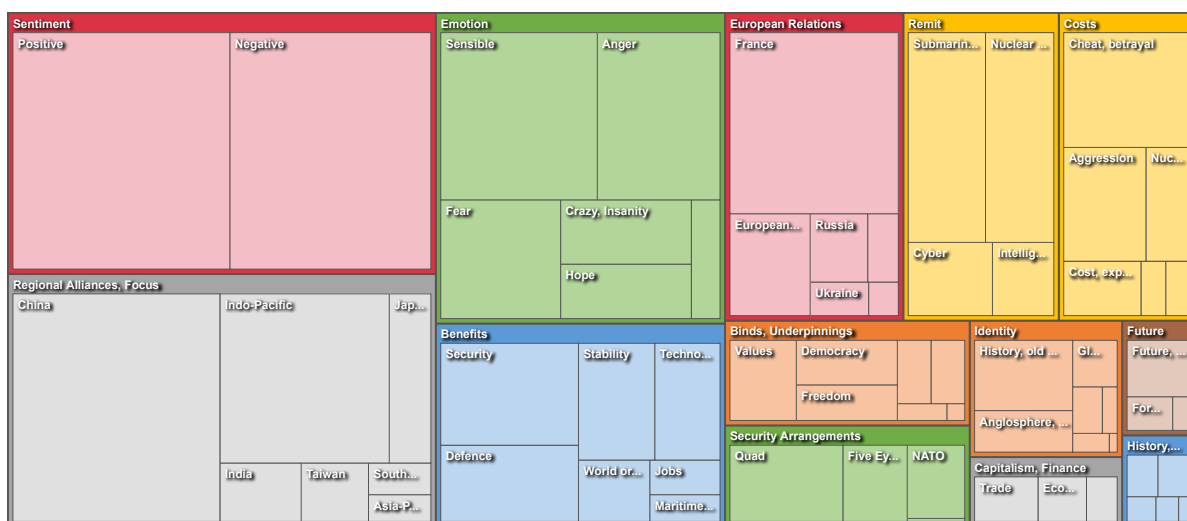 Sentiment
Positive
Negative
Regional Alliances, Focus
China
Indo-Pacific
Jap...
India
Taiwan
South...
Asia-P...
Emotion
Sensible
Anger
Fear
Crazy, Insanity
Hope
Benefits
Security
Stability
Techno...
Defence
World or...
Jobs
Maritime...
European Relations
France
European...
Russia
Ukraine
Remit
Submarin...
Nuclear ...
Cyber
Intellig...
Costs
Cheat, betrayal
Aggression
Nuc...
Cost, exp...
Binds, Underpinnings
Values
Democracy
Freedom
Security Arrangements
Quad
Five Ey...
NATO
Identity
History, old ...
Gl...
Anglosphere, ...
Capitalism, Finance
Trade
Eco...
Future
Future, ...
For...
History,...